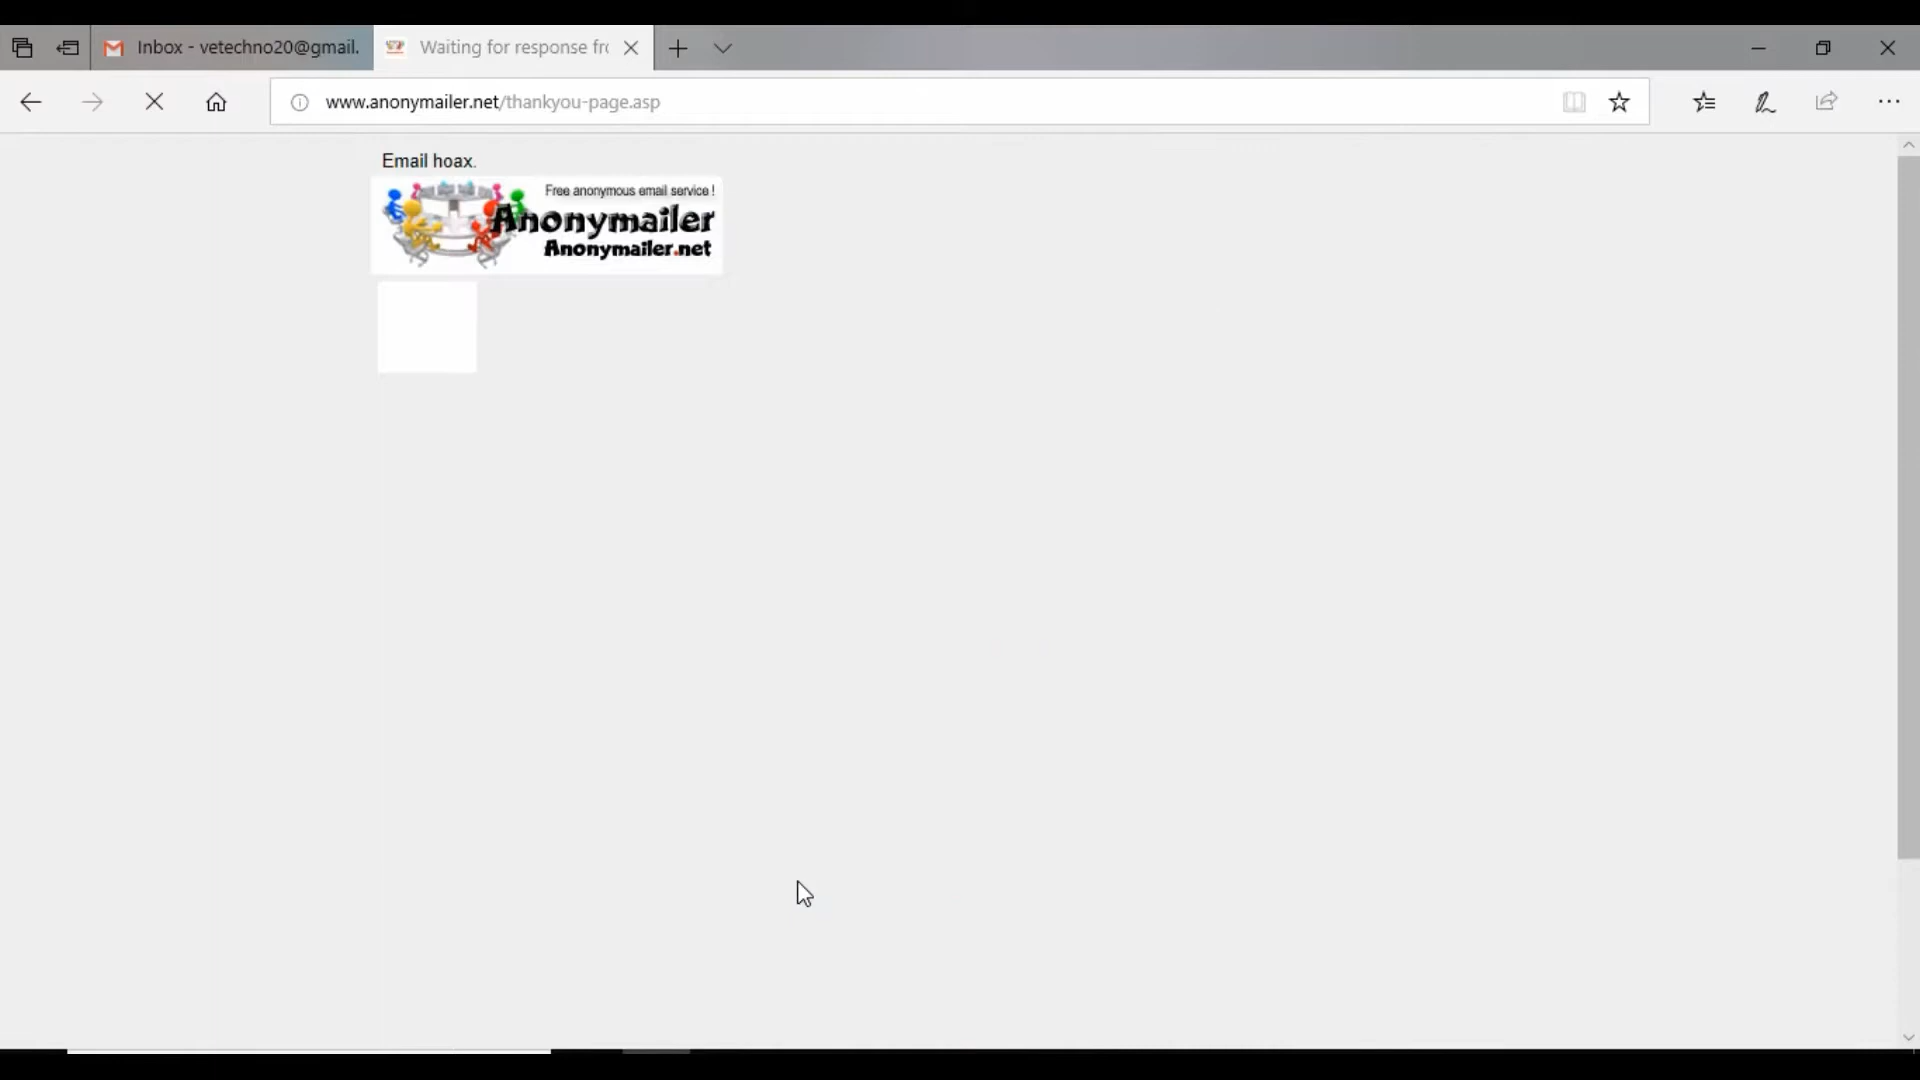 Inbox - vetechno20@gmail.
Waiting for response fr
www.anonymailer.net/thankyou-page.asp
Email hoax.
Free anonymous email service !
Anonymailer
Anonymailer.net